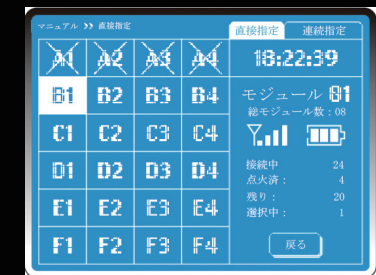 マニュアル >> 直接指定
直接指定 連続指定
A1 A2 A3 A4
18:22:39
B1 B2 B3 B4
モジュール 01
総モジュール数：08
C1 C2 C3 C4
D1 D2 D3 D4
接続中 24
点火済： 4
残り： 20
選択中： 1
E1 E2 E3 E4
F1 F2 F3 F4
戻る